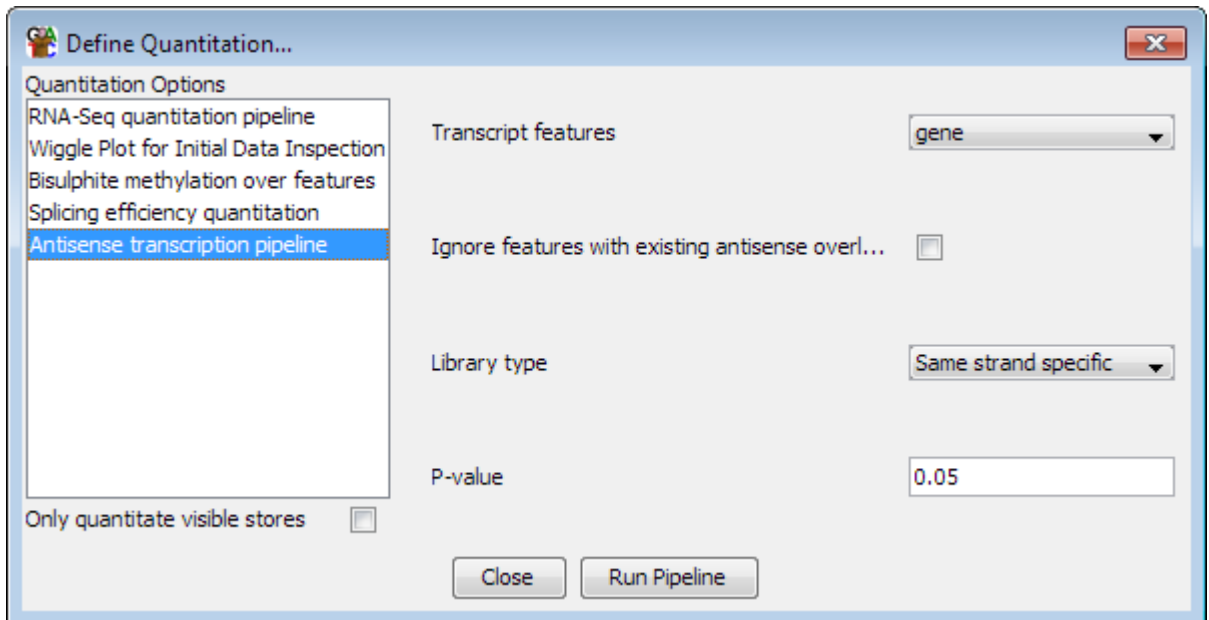 Define Quantitation...
Quantitation Options
RNA-Seq quantitation pipeline
Wiggle Plot for Initial Data Inspection
Bisulphite methylation over features
Splicing efficiency quantitation
Antisense transcription pipeline
Only quantitate visible stores
Transcript features gene
Ignore features with existing antisense overl...
Library type Same strand specific
P-value 0.05
Close Run Pipeline